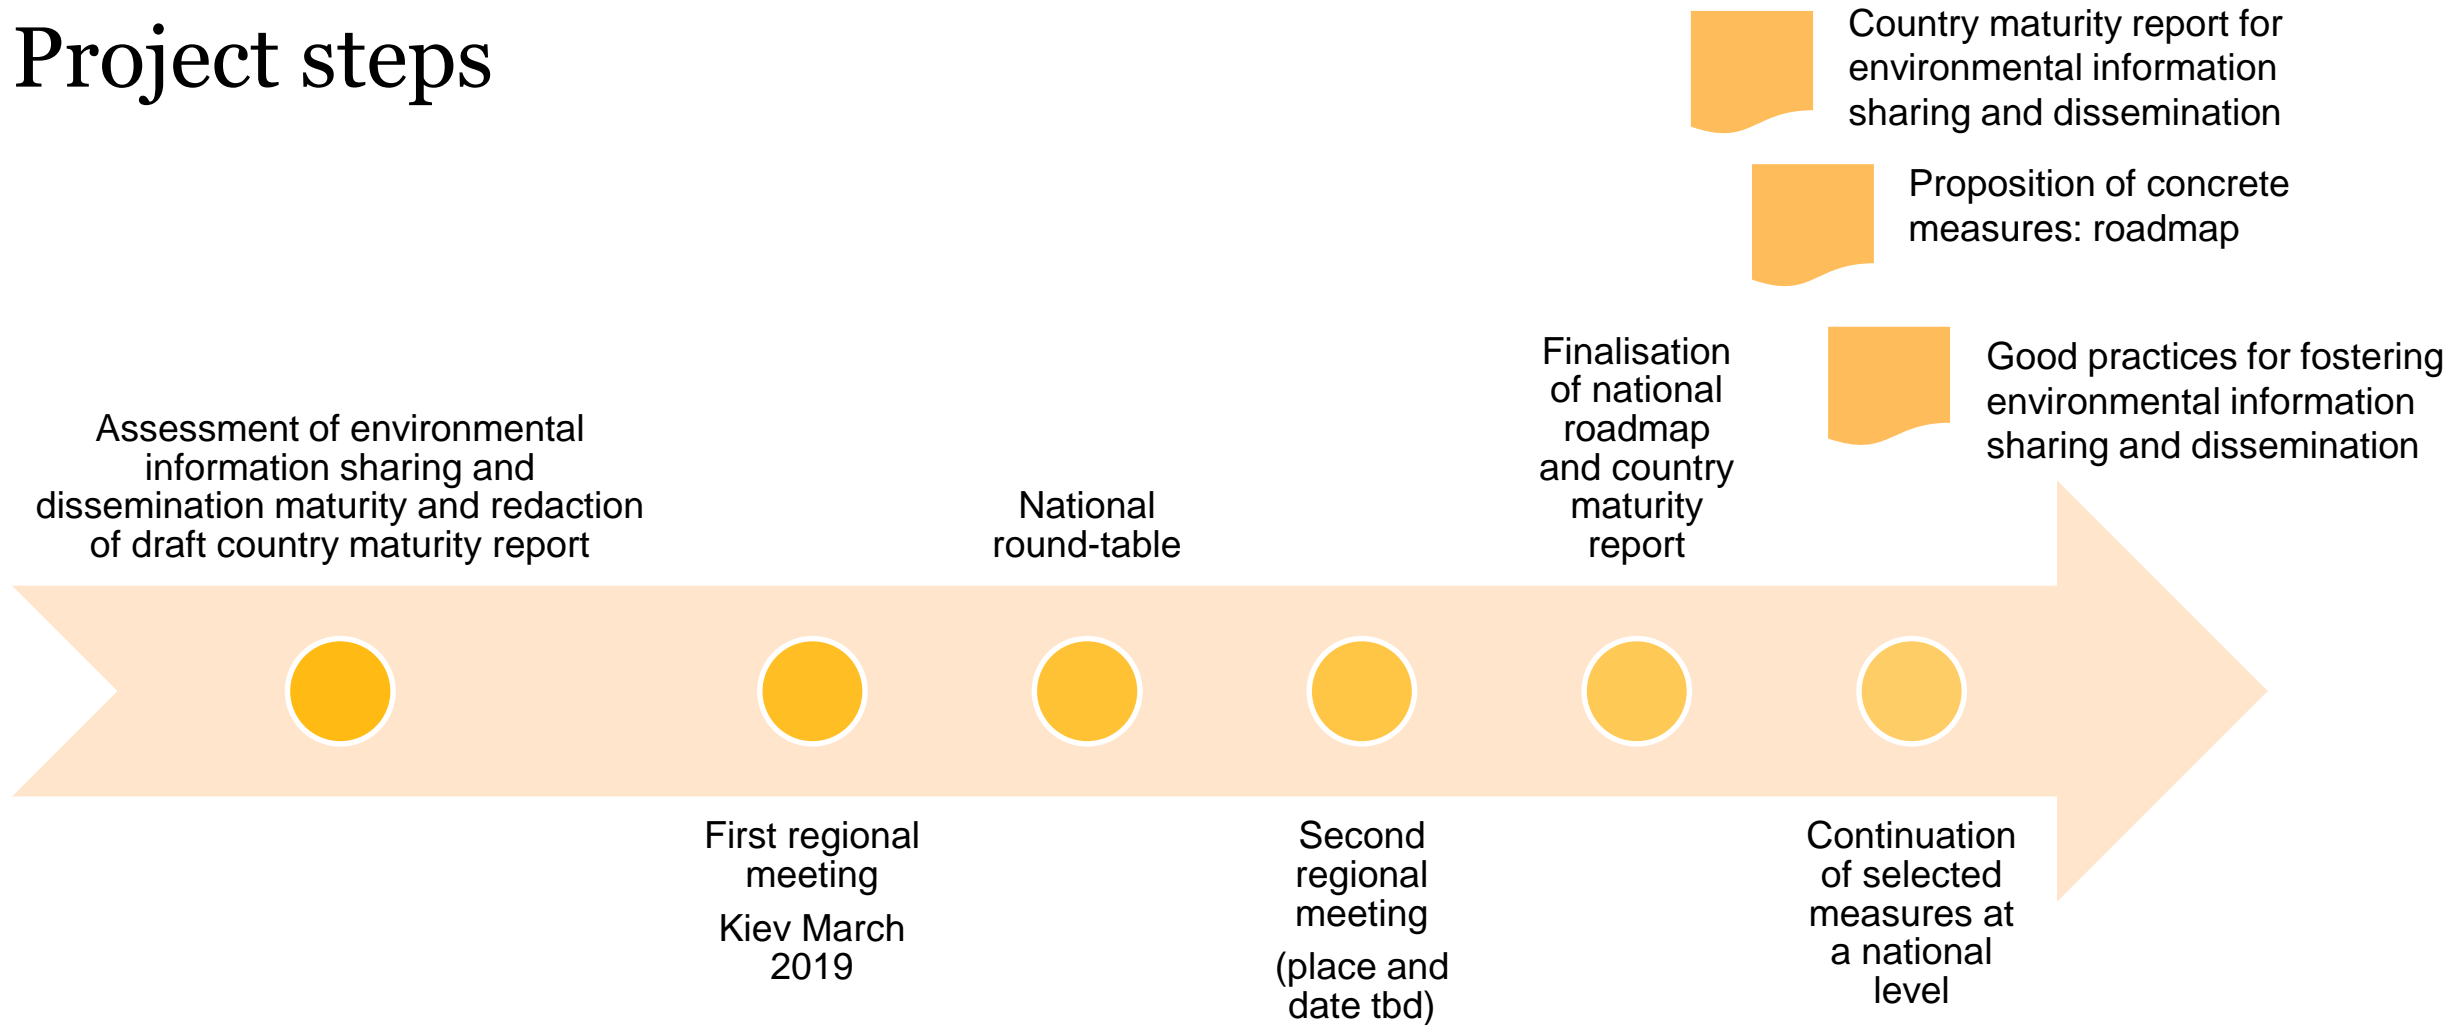 Project steps
Country maturity report for
environmental information
sharing and dissemination
Proposition of concrete
measures: roadmap
Good practices for fostering
environmental information
sharing and dissemination
Assessment of environmental
information sharing and
dissemination maturity and redaction
of draft country maturity report
First regional
meeting
Kiev March
2019
National
round-table
Second
regional
meeting
(place and
date tbd)
Finalisation
of national
roadmap
and country
maturity
report
Continuation
of selected
measures at
a national
level